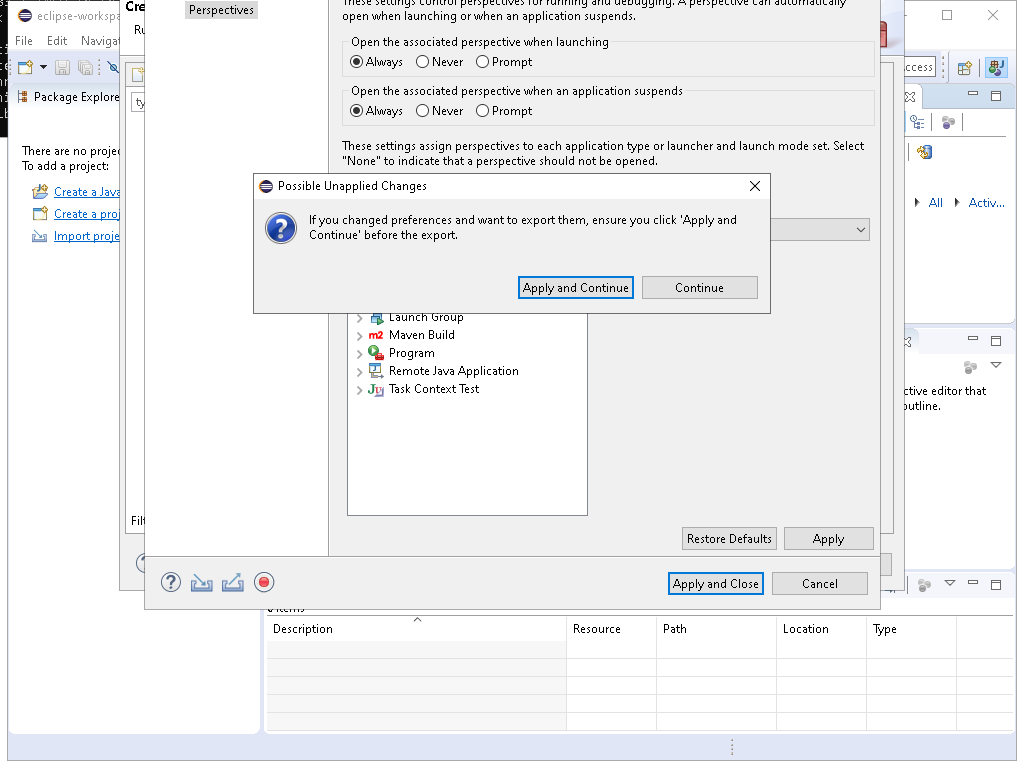 These settings control perspectives for running and debugging. A perspective can automatically
open when launching or when an application suspends.
eclipse-workspa
Cre
Perspectives
File Edit Navigat
Ru
Open the associated perspective when launching
Always Never Prompt
ccess
Package Explore
ty
Open the associated perspective when an application suspends
Always Never Prompt
These settings assign perspectives to each application type or launcher and launch mode set. Select
"None" to indicate that a perspective should not be opened.
There are no projec
To add a project:
Create a Java
Create a proj
Import proje
Possible Unapplied Changes
If you changed preferences and want to export them, ensure you click 'Apply and
Continue' before the export.
Apply and Continue Continue
All Activ...
Launch Group
Maven Build
Program
Remote Java Application
Task Context Test
ctive editor that
outline.
Filt
Restore Defaults Apply
Apply and Close Cancel
items
Description Resource Path Location Type